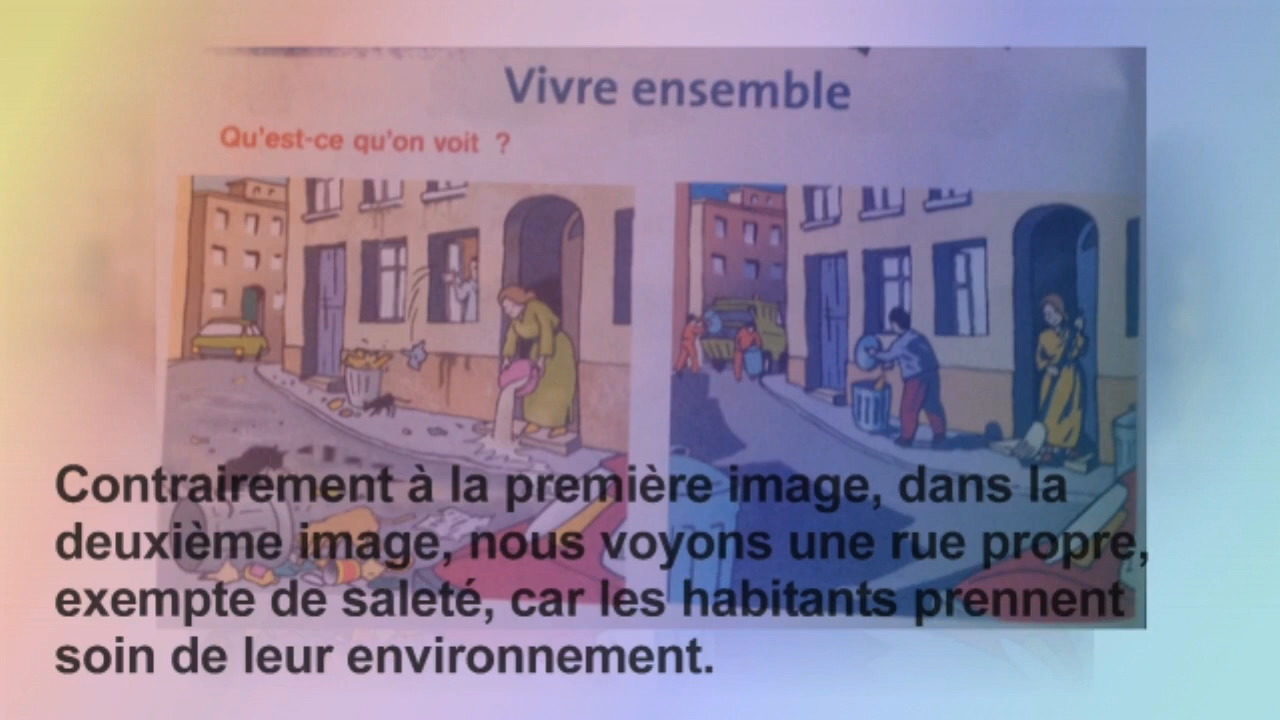 Vivre ensemble
Qu'est-ce qu'on voit ?
Contrairement à la première image, dans la
deuxième image, nous voyons une rue propre,
exempte de saleté, car les habitants prennent
soin de leur environnement.